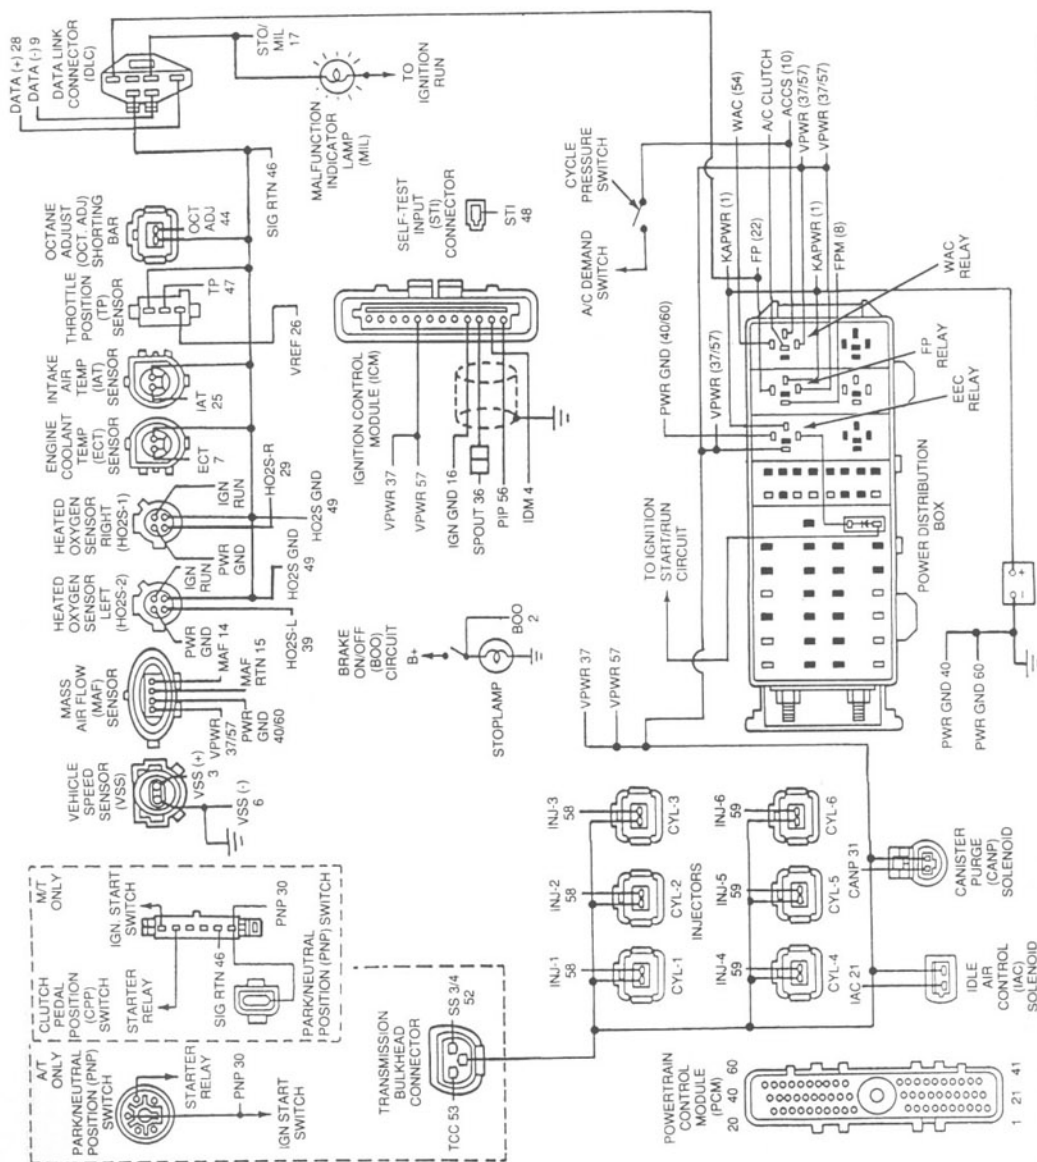 DATA (+) 28
DATA (-) 9
DATA LINK
CONNECTOR
(DLC)
STO/
MIL
17
MALFUNCTION
INDICATOR
LAMP
(MIL)
TO
IGNITION
RUN
SIG RTN 46
OCTANE
ADJUST
(OCT. ADJ)
SHORTING
BAR
OCT
ADJ
44
THROTTLE
POSITION
(TP)
SENSOR
TP
47
VREF 26
INTAKE
AIR
TEMP
(IAT)
SENSOR
IAT
25
ENGINE
COOLANT
TEMP
(ECT)
SENSOR
ECT
7
HEATED
OXYGEN
SENSOR
RIGHT
(HO2S-1)
IGN
RUN
HO2S-R
29
PWR
GND
HO2S GND
49
HEATED
OXYGEN
SENSOR
LEFT
(HO2S-2)
IGN
RUN
PWR
GND
HO2S GND
49
HO2S-L
39
MASS
AIR FLOW
(MAF)
SENSOR
MAF 14
MAF
RTN 15
PWR
GND
40/60
VPWR
37/57
VEHICLE
SPEED
SENSOR
(VSS)
VSS (+)
3
VSS (-)
6
M/T
ONLY
CLUTCH
PEDAL
POSITION
(CPP)
SWITCH
IGN. START
SWITCH
STARTER
RELAY
SIG RTN 46
PNP 30
PARK/NEUTRAL
POSITION (PNP) SWITCH
A/T
ONLY
PARK/NEUTRAL
POSITION (PNP)
SWITCH
STARTER
RELAY
PNP 30
IGN START
SWITCH
TRANSMISSION
BULKHEAD
CONNECTOR
SS 3/4
52
TCC 53
SELF-TEST
INPUT
(STI)
CONNECTOR
STI
48
IGNITION CONTROL
MODULE (ICM)
VPWR 37
VPWR 57
IGN GND 16
SPOUT 36
PIP 56
IDM 4
BRAKE
ON/OFF
(BOO)
CIRCUIT
B+
BOO
2
STOPLAMP
CYCLE
PRESSURE
SWITCH
A/C DEMAND
SWITCH
WAC (54)
A/C CLUTCH
ACCS (10)
VPWR (37/57)
VPWR (37/57)
KAPWR (1)
FP (22)
KAPWR (1)
FPM (8)
PWR GND (40/60)
VPWR (37/57)
WAC
RELAY
FP
RELAY
EEC
RELAY
TO IGNITION
START/RUN
CIRCUIT
POWER DISTRIBUTION
BOX
+
-
PWR GND 40
PWR GND 60
VPWR 37
VPWR 57
INJ-3
58
CYL-3
INJ-2
58
CYL-2
INJ-1
58
CYL-1
INJECTORS
INJ-6
59
CYL-6
INJ-5
59
CYL-5
INJ-4
59
CYL-4
CANP 31
CANISTER
PURGE
(CANP)
SOLENOID
IAC 21
IDLE
AIR
CONTROL
(IAC)
SOLENOID
POWERTRAIN
CONTROL
MODULE
(PCM)
20 40 60
1 21 41